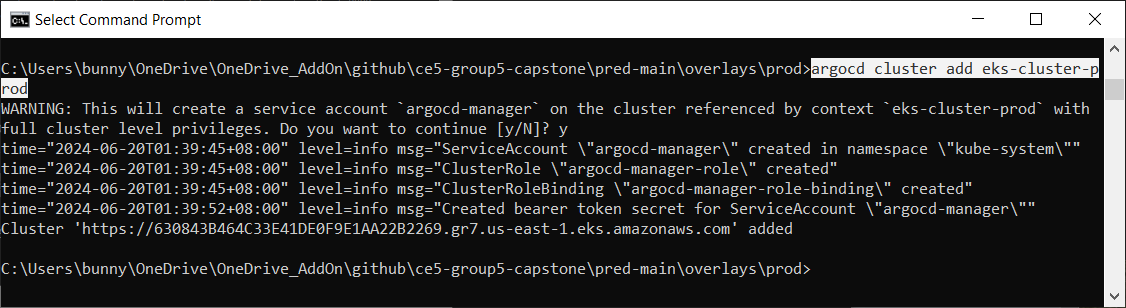 Select Command Prompt
C:\Users\bunny\OneDrive\OneDrive_AddOn\github\ce5-group5-capstone\pred-main\overlays\prod>argocd cluster add eks-cluster-p
rod
WARNING: This will create a service account `argocd-manager` on the cluster referenced by context `eks-cluster-prod` with
full cluster level privileges. Do you want to continue [y/N]? y
time="2024-06-20T01:39:45+08:00" level=info msg="ServiceAccount \"argocd-manager\" created in namespace \"kube-system\""
time="2024-06-20T01:39:45+08:00" level=info msg="ClusterRole \"argocd-manager-role\" created"
time="2024-06-20T01:39:45+08:00" level=info msg="ClusterRoleBinding \"argocd-manager-role-binding\" created"
time="2024-06-20T01:39:52+08:00" level=info msg="Created bearer token secret for ServiceAccount \"argocd-manager\""
Cluster 'https://630843B464C33E41DE0F9E1AA22B2269.gr7.us-east-1.eks.amazonaws.com' added
C:\Users\bunny\OneDrive\OneDrive_AddOn\github\ce5-group5-capstone\pred-main\overlays\prod>